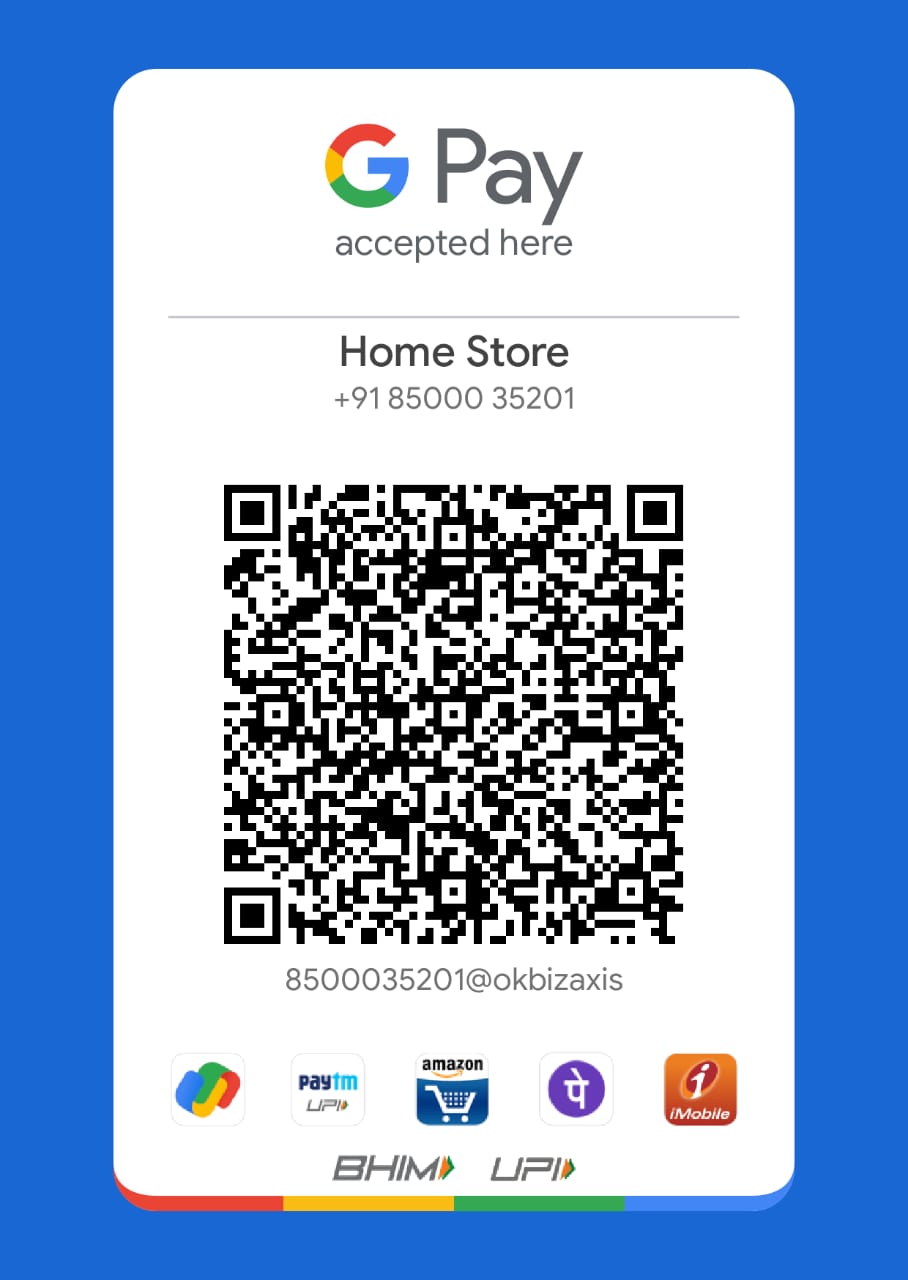 G Pay
accepted here
Home Store
+91 85000 35201
8500035201@okbizaxis
paytm
UPI
amazon
पे
i
iMobile
BHIM UPI